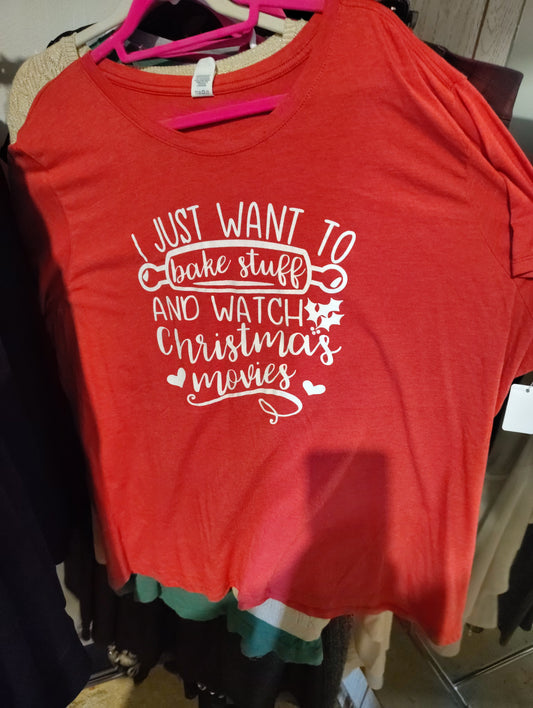 I JUST WANT TO
bake stuff
AND WATCH
Christmas
movies